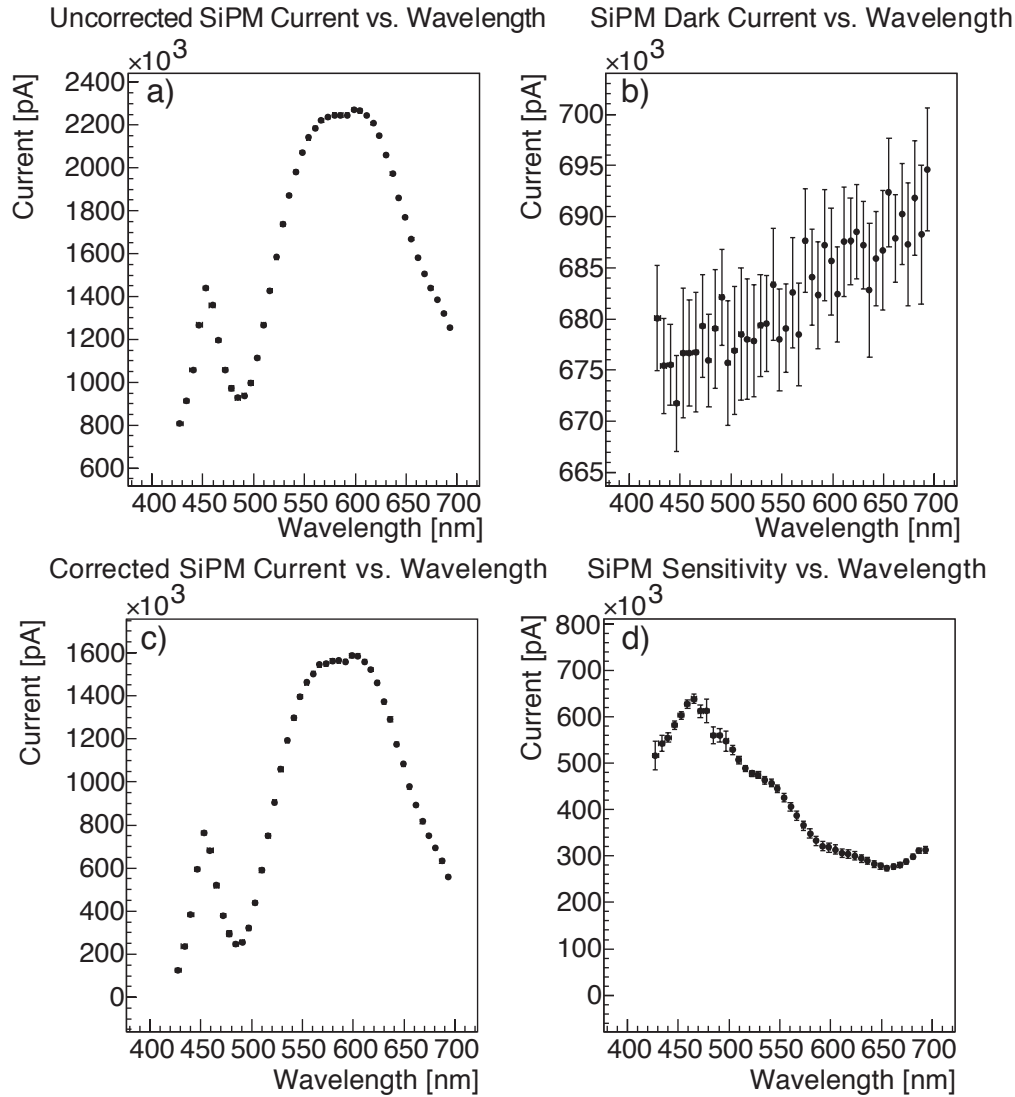 Uncorrected SiPM Current vs. Wavelength
×10³
Current [pA]
a)
2400
2200
2000
1800
1600
1400
1200
1000
800
600
400 450 500 550 600 650 700
Wavelength [nm]
SiPM Dark Current vs. Wavelength
×10³
Current [pA]
b)
700
695
690
685
680
675
670
665
400 450 500 550 600 650 700
Wavelength [nm]
Corrected SiPM Current vs. Wavelength
×10³
Current [pA]
c)
1600
1400
1200
1000
800
600
400
200
0
400 450 500 550 600 650 700
Wavelength [nm]
SiPM Sensitivity vs. Wavelength
×10³
Current [pA]
d)
800
700
600
500
400
300
200
100
0
400 450 500 550 600 650 700
Wavelength [nm]